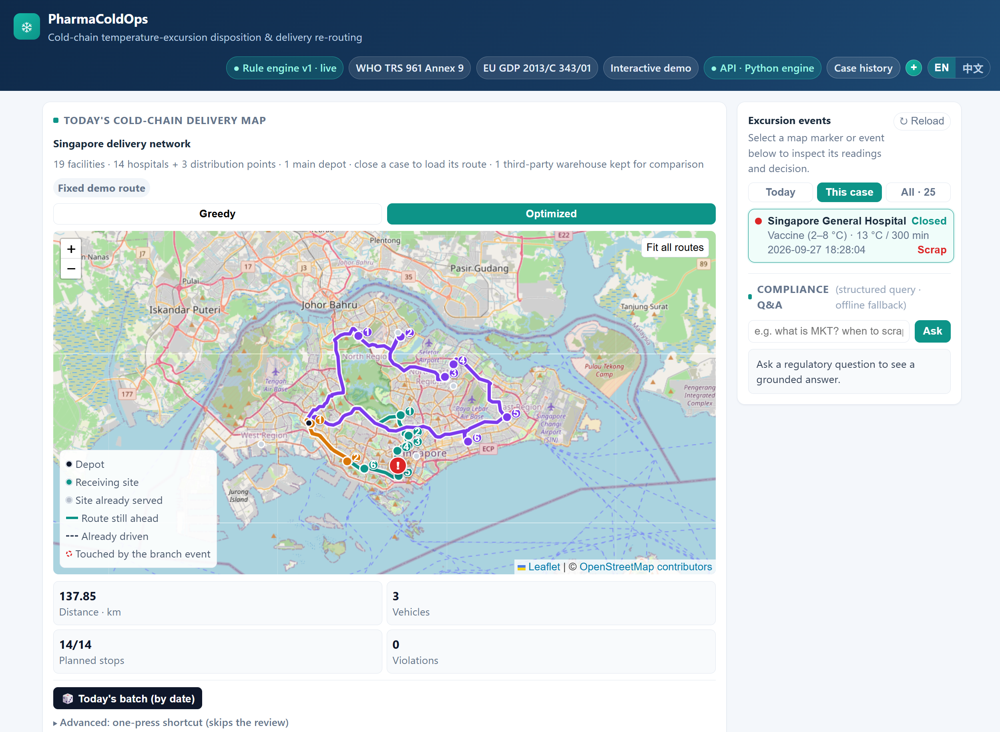 PharmaColdOps
Cold-chain temperature-excursion disposition & delivery re-routing
● Rule engine v1 · live
WHO TRS 961 Annex 9
EU GDP 2013/C 343/01
Interactive demo
● API · Python engine
Case history
+
EN
中文
TODAY'S COLD-CHAIN DELIVERY MAP
Singapore delivery network
19 facilities · 14 hospitals + 3 distribution points · 1 main depot · close a case to load its route · 1 third-party warehouse kept for comparison
Fixed demo route
Greedy
Optimized
+
−
Fit all routes
Plentong
E22
J7
17
J3
Johor Bahru
35
Pasir Gudang
89
Pulai
Iskandar Puteri
Johor Bahru
Tanjung Surat
Malaysia
1
2
North Regio
Seletar
Airport
4
3
Regio
Pulau Tekong
Camp
Tengah
Air Base
177
Pengerang
Integrated
Complex
1
Paya Lebar
Air Base
ast Region
5
Singapore
Changi
Airport
(SIN)
1
West Region
2
3
4
6
ECP
2
6
!
5
Jurong
Island
Depot
Receiving site
Site already served
Route still ahead
Already driven
Touched by the branch event
Leaflet | © OpenStreetMap contributors
137.85
Distance · km
3
Vehicles
14/14
Planned stops
0
Violations
🎲 Today's batch (by date)
▸ Advanced: one-press shortcut (skips the review)
Excursion events
↻ Reload
Select a map marker or event
below to inspect its readings
and decision.
Today
This case
All · 25
Singapore General Hospital Closed
Vaccine (2–8 °C) · 13 °C / 300 min
2026-09-27 18:28:04 Scrap
COMPLIANCE Q&A
(structured query · offline fallback)
e.g. what is MKT? when to scra
Ask
Ask a regulatory question to see a
grounded answer.